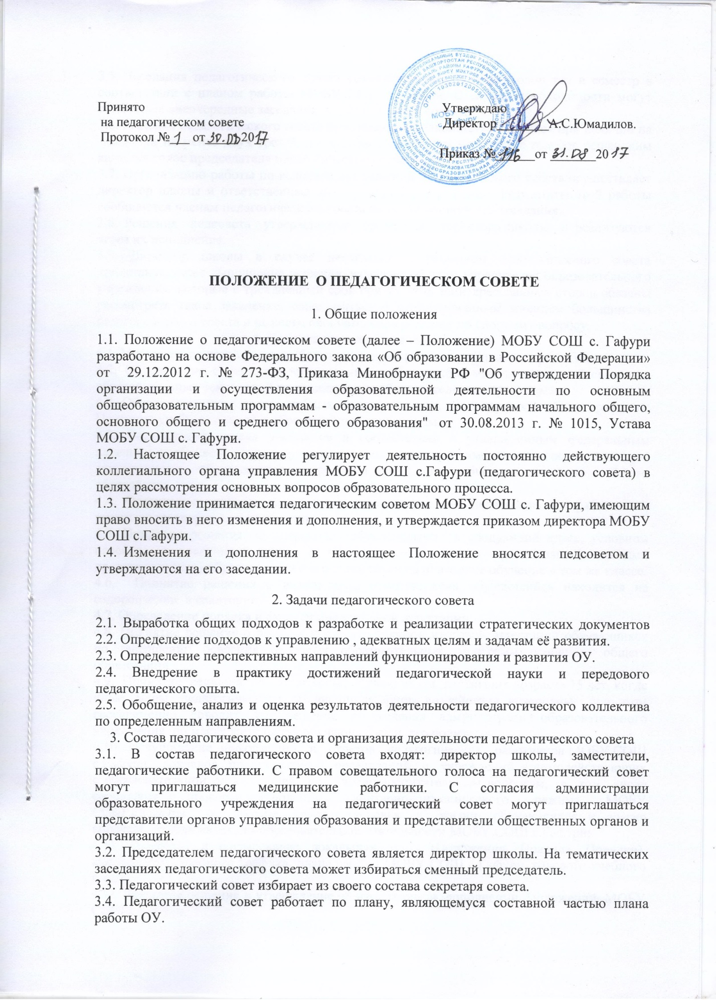 Принято
на педагогическом совете
Протокол № 1 от 30.08 2017
Утверждаю
Директор А.С.Юмадилов.
Приказ № 116 от 31.08 2017
МОБУ СОШ
с. Гафури
ОГРН 1030201200590
ИНН 0216004696
ПОЛОЖЕНИЕ О ПЕДАГОГИЧЕСКОМ СОВЕТЕ
1. Общие положения
1.1. Положение о педагогическом совете (далее – Положение) МОБУ СОШ с. Гафури
разработано на основе Федерального закона «Об образовании в Российской Федерации»
от 29.12.2012 г. № 273-ФЗ, Приказа Минобрнауки РФ "Об утверждении Порядка
организации и осуществления образовательной деятельности по основным
общеобразовательным программам - образовательным программам начального общего,
основного общего и среднего общего образования" от 30.08.2013 г. № 1015, Устава
МОБУ СОШ с. Гафури.
1.2. Настоящее Положение регулирует деятельность постоянно действующего
коллегиального органа управления МОБУ СОШ с.Гафури (педагогического совета) в
целях рассмотрения основных вопросов образовательного процесса.
1.3. Положение принимается педагогическим советом МОБУ СОШ с. Гафури, имеющим
право вносить в него изменения и дополнения, и утверждается приказом директора МОБУ
СОШ с.Гафури.
1.4. Изменения и дополнения в настоящее Положение вносятся педсоветом и
утверждаются на его заседании.
2. Задачи педагогического совета
2.1. Выработка общих подходов к разработке и реализации стратегических документов
2.2. Определение подходов к управлению , адекватных целям и задачам её развития.
2.3. Определение перспективных направлений функционирования и развития ОУ.
2.4. Внедрение в практику достижений педагогической науки и передового
педагогического опыта.
2.5. Обобщение, анализ и оценка результатов деятельности педагогического коллектива
по определенным направлениям.
3. Состав педагогического совета и организация деятельности педагогического совета
3.1. В состав педагогического совета входят: директор школы, заместители,
педагогические работники. С правом совещательного голоса на педагогический совет
могут приглашаться медицинские работники. С согласия администрации
образовательного учреждения на педагогический совет могут приглашаться
представители органов управления образования и представители общественных органов и
организаций.
3.2. Председателем педагогического совета является директор школы. На тематических
заседаниях педагогического совета может избираться сменный председатель.
3.3. Педагогический совет избирает из своего состава секретаря совета.
3.4. Педагогический совет работает по плану, являющемуся составной частью плана
работы ОУ.